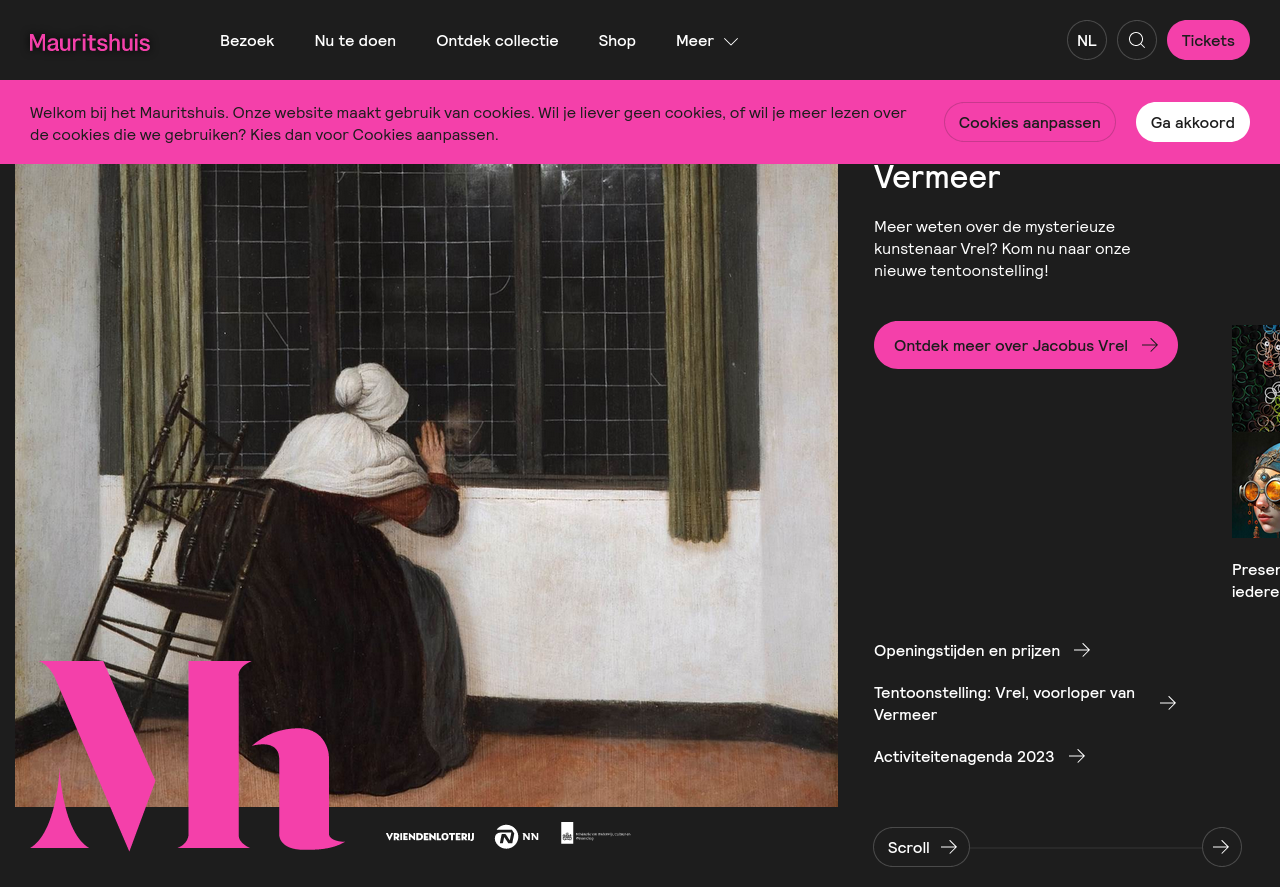 Mauritshuis
Bezoek
Nu te doen
Ontdek collectie
Shop
Meer
NL
Tickets
Welkom bij het Mauritshuis. Onze website maakt gebruik van cookies. Wil je liever geen cookies, of wil je meer lezen over
de cookies die we gebruiken? Kies dan voor Cookies aanpassen.
Cookies aanpassen
Ga akkoord
Vermeer
Meer weten over de mysterieuze
kunstenaar Vrel? Kom nu naar onze
nieuwe tentoonstelling!
Ontdek meer over Jacobus Vrel
Presen
iedere
Openingstijden en prijzen
Tentoonstelling: Vrel, voorloper van
Vermeer
Activiteitenagenda 2023
Mh
VRIENDENLOTERIJ
NN
Scroll